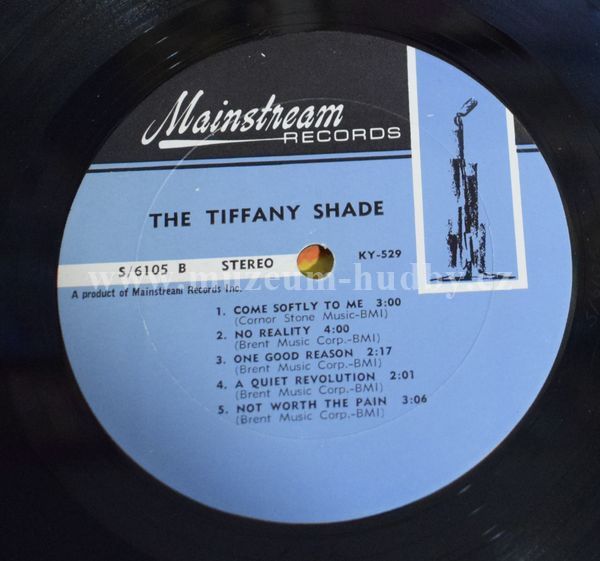 Mainstream
RECORDS
THE TIFFANY SHADE
S/6105 B STEREO KY-529
www.muzeum-hudby.cz
A product of Mainstream Records Inc.
1. COME SOFTLY TO ME 3:00
(Cornor Stone Music-BMI)
2. NO REALITY 4:00
(Brent Music Corp.-BMI)
3. ONE GOOD REASON 2:17
(Brent Music Corp.-BMI)
4. A QUIET REVOLUTION 2:01
(Brent Music Corp.-BMI)
5. NOT WORTH THE PAIN 3:06
(Brent Music Corp.-BMI)